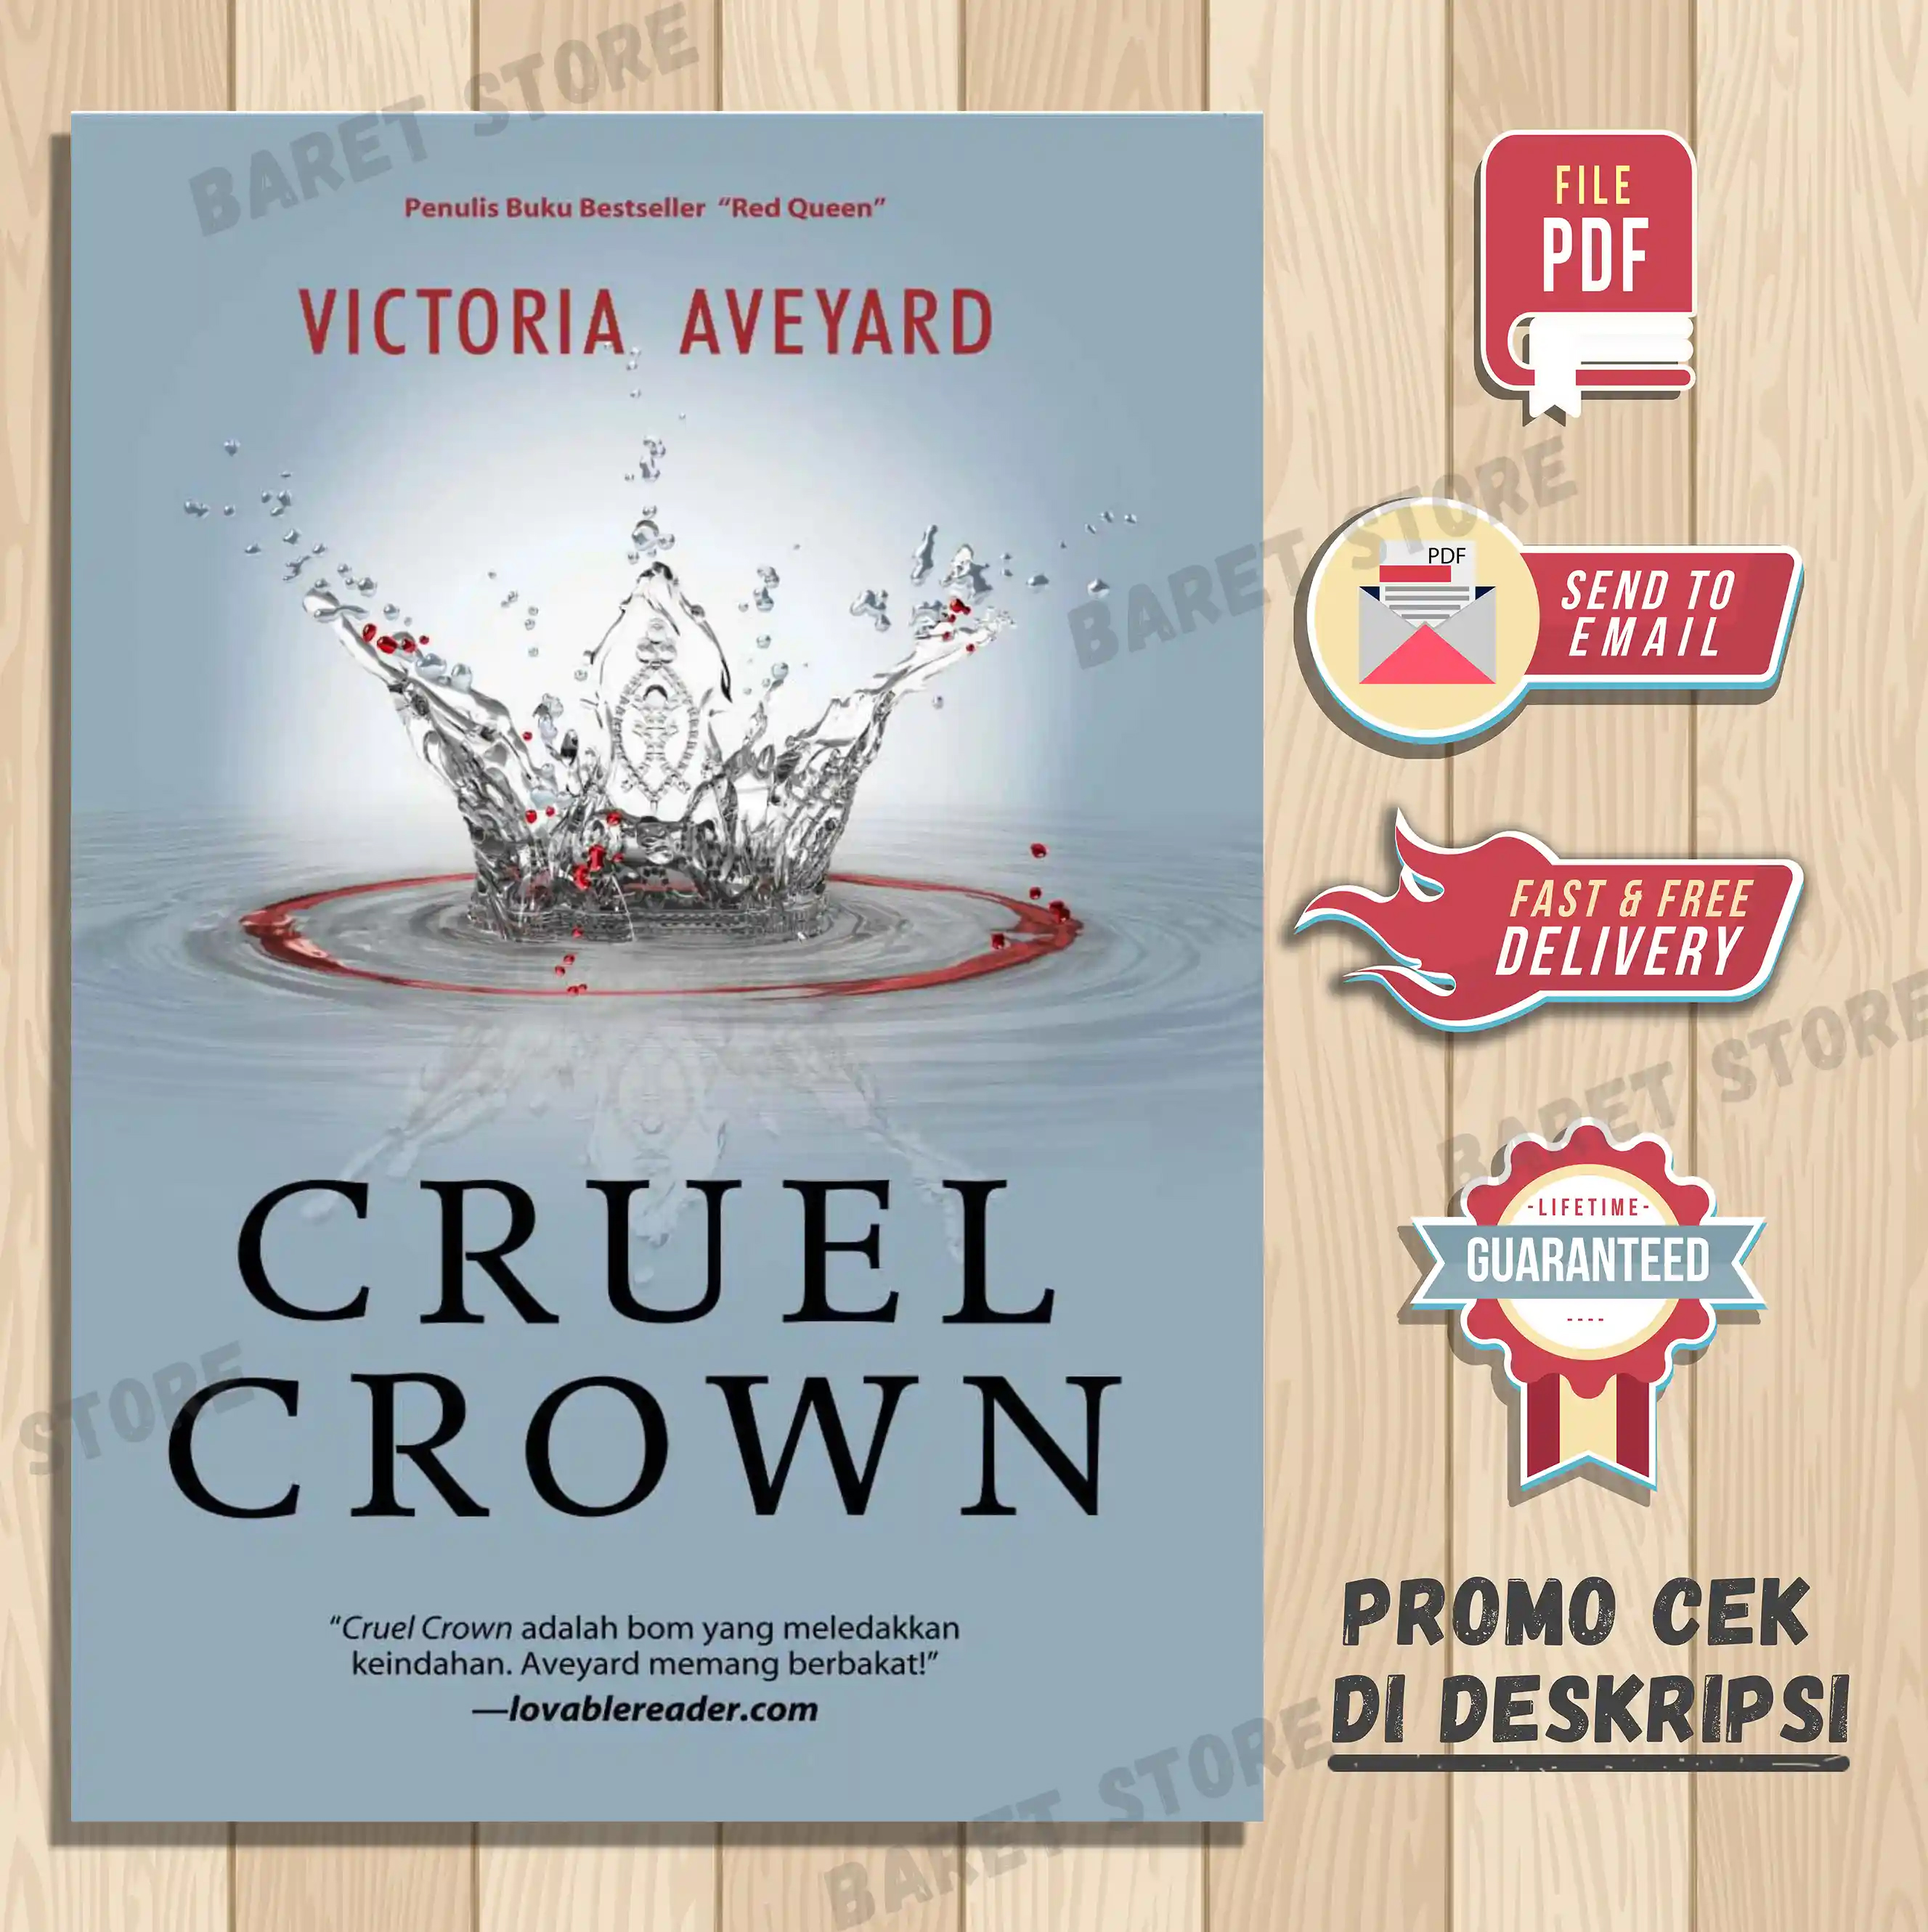 BARET STORE
Penulis Buku Bestseller “Red Queen”
VICTORIA AVEYARD
CRUEL
CROWN
“Cruel Crown adalah bom yang meledakkan
keindahan. Aveyard memang berbakat!”
—lovablereader.com
FILE
PDF
BARET STORE
PDF
SEND TO
EMAIL
FAST & FREE
DELIVERY
BARET STORE
-LIFETIME-
GUARANTEED
----
STORE
PROMO CEK
DI DESKRIPSI
BARET STORE